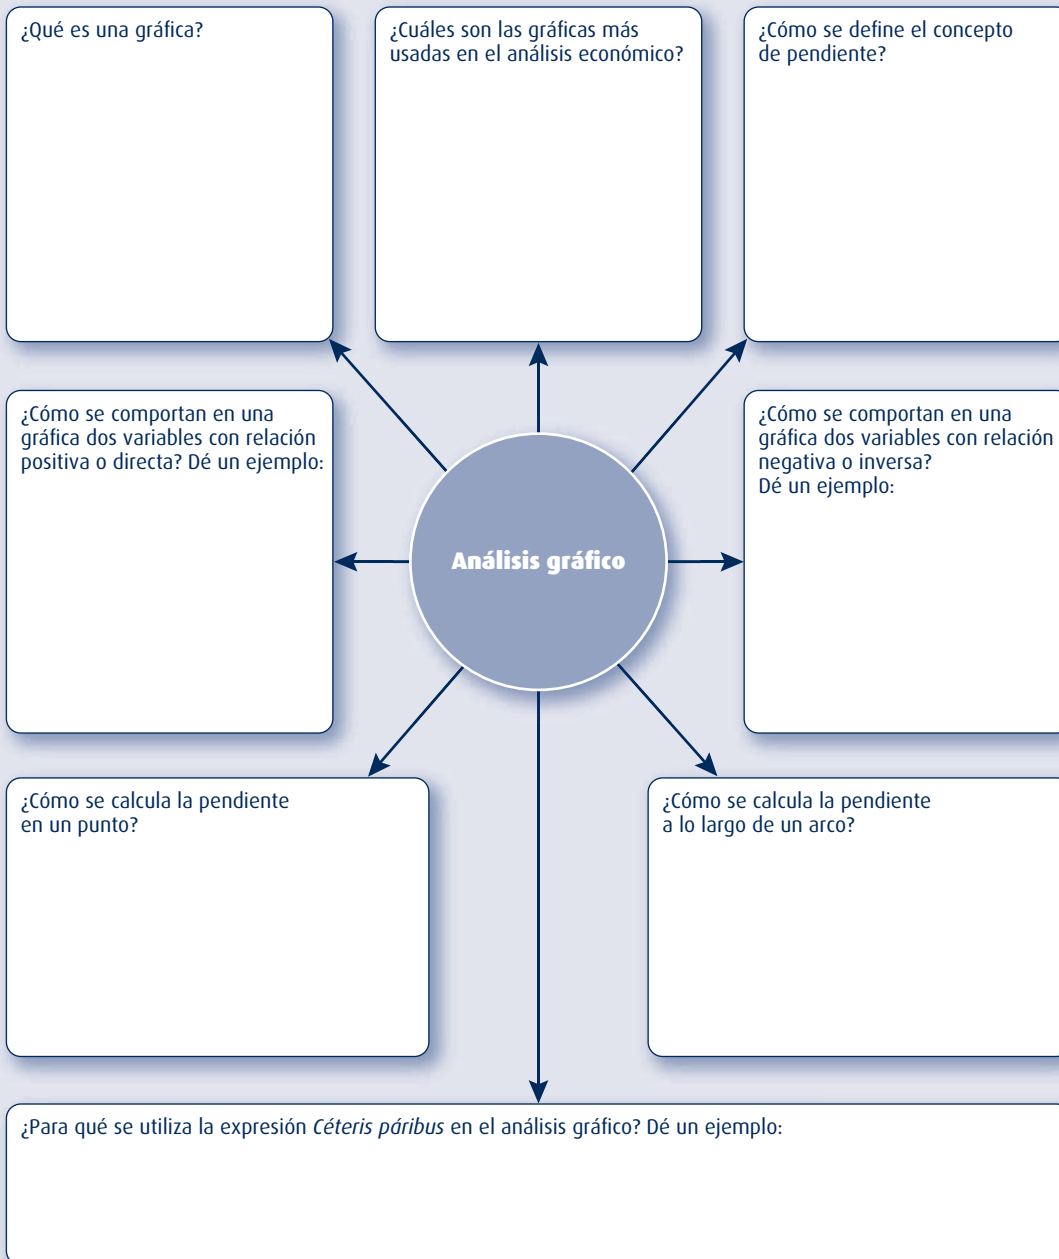 ¿Qué es una gráfica?
¿Cuáles son las gráficas más
usadas en el análisis económico?
¿Cómo se define el concepto
de pendiente?
¿Cómo se comportan en una
gráfica dos variables con relación
positiva o directa? Dé un ejemplo:
¿Cómo se comportan en una
gráfica dos variables con relación
negativa o inversa?
Dé un ejemplo:
Análisis gráfico
¿Cómo se calcula la pendiente
en un punto?
¿Cómo se calcula la pendiente
a lo largo de un arco?
¿Para qué se utiliza la expresión Céteris páribus en el análisis gráfico? Dé un ejemplo: